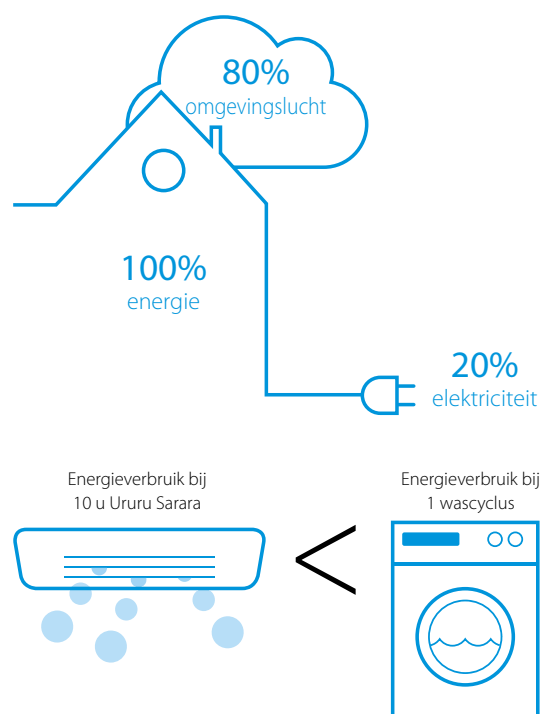 80%
omgevingslucht
100%
energie
20%
elektriciteit
Energieverbruik bij
10 u Ururu Sarara
Energieverbruik bij
1 wascyclus